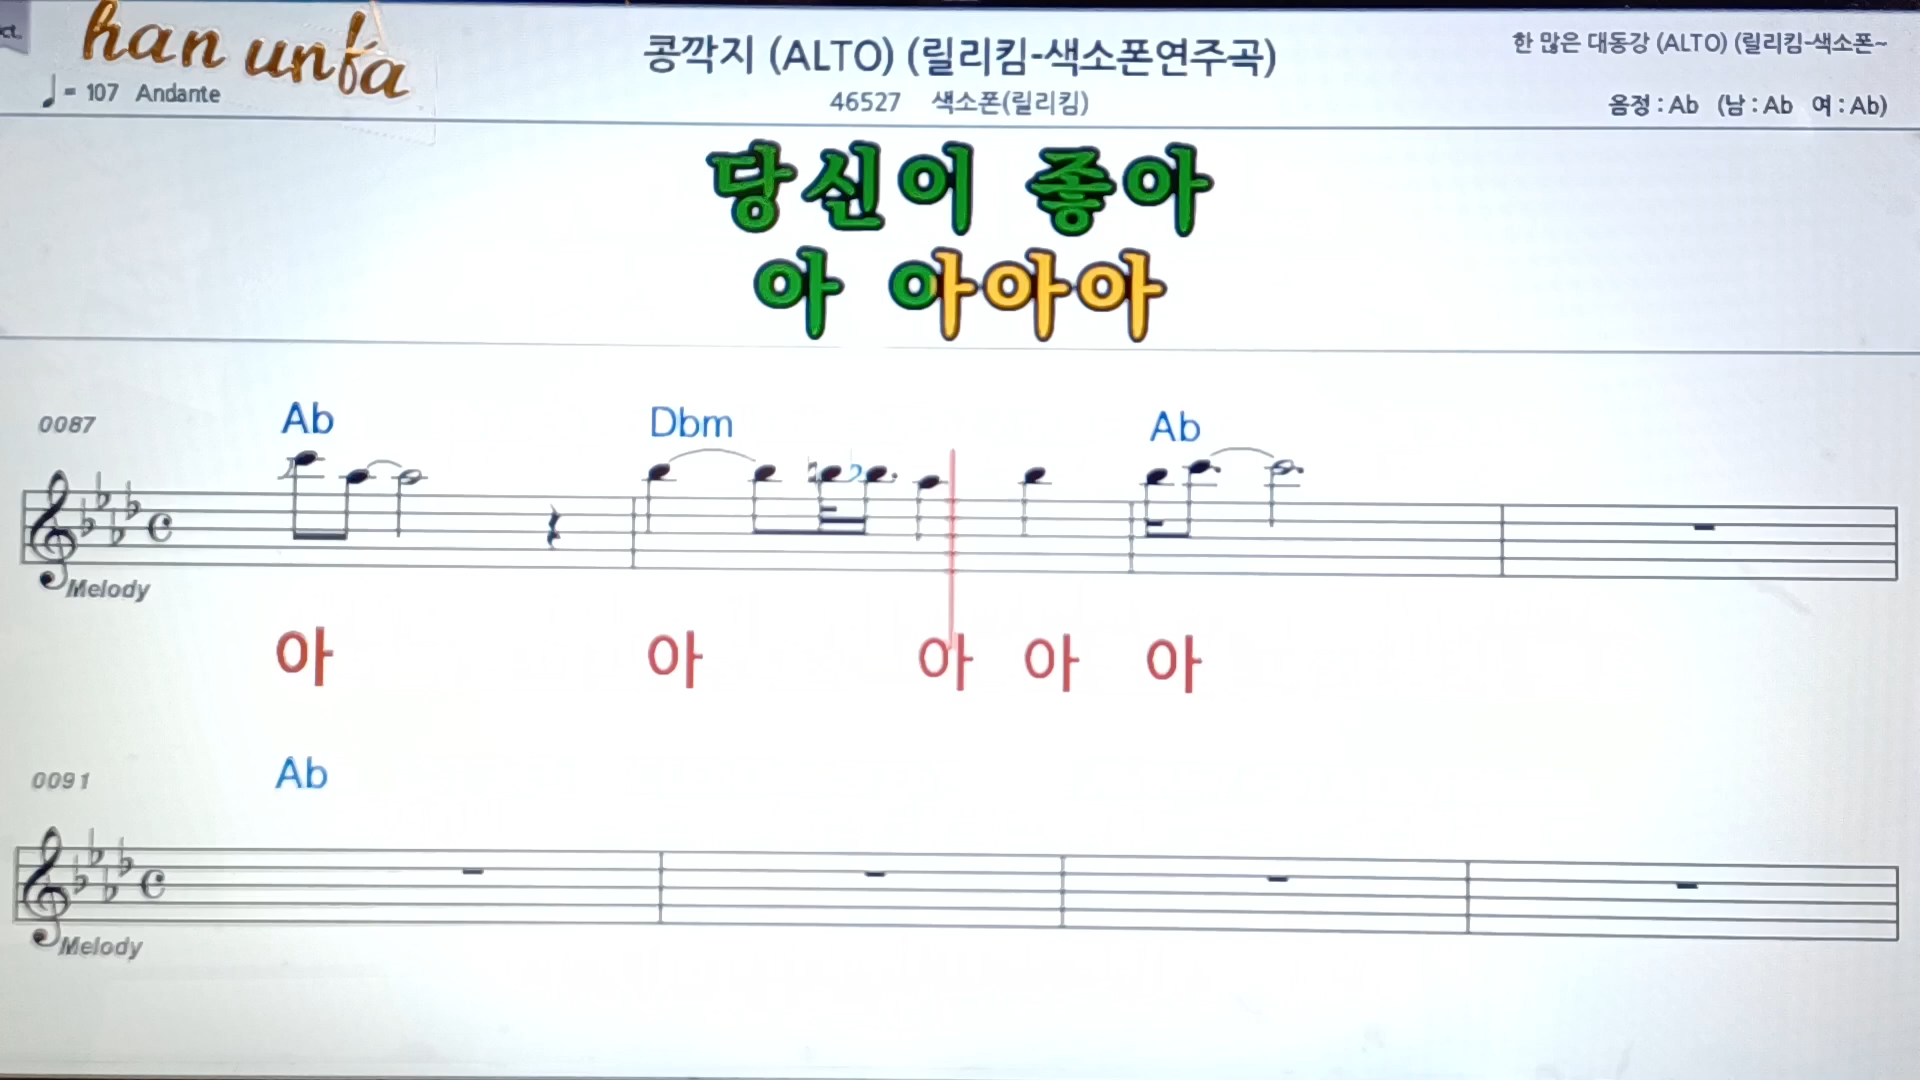 han unfa
♩= 107 Andante
콩깍지 (ALTO) (릴리킴-색소폰연주곡)
46527 색소폰(릴리킴)
한 많은 대동강 (ALTO) (릴리킴-색소폰~
음정 : Ab (남 : Ab 여 : Ab)
당신이 좋아
아 아아아
0087
Ab Dbm Ab
Melody
아 아 아 아 아
0091
Ab
Melody